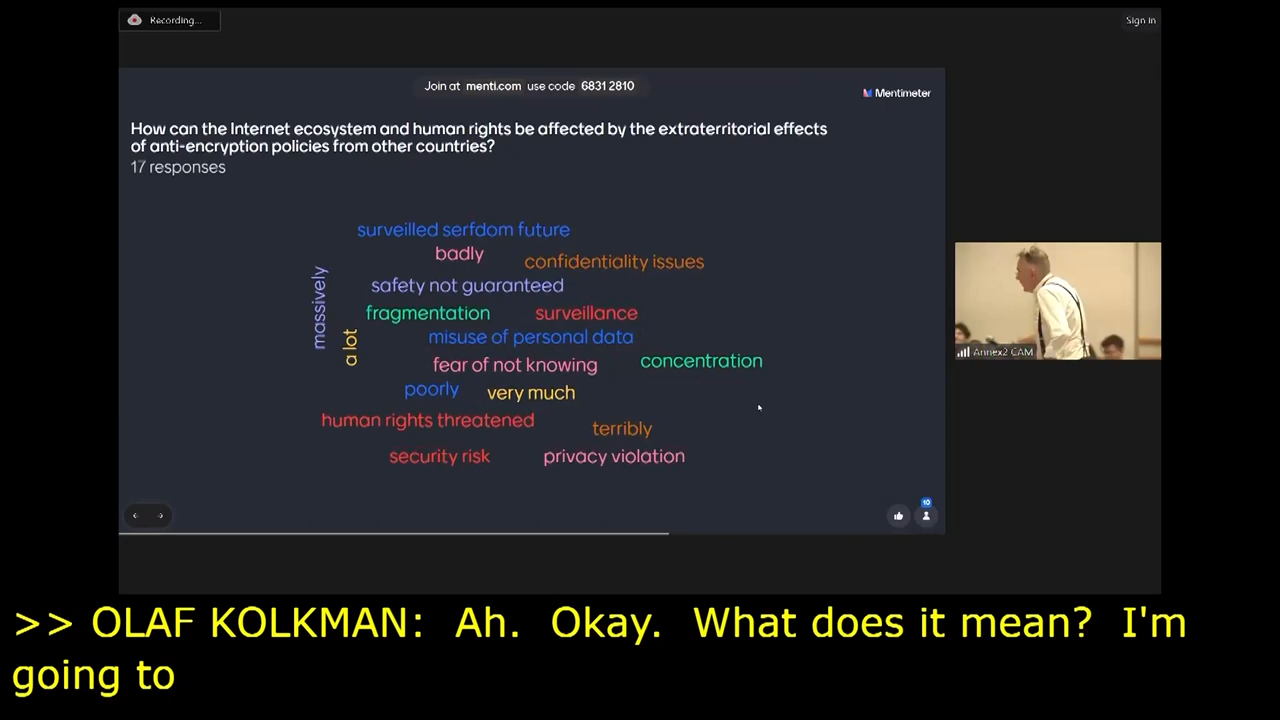 Recording...
Sign in
Join at menti.com use code 6831 2810
Mentimeter
How can the Internet ecosystem and human rights be affected by the extraterritorial effects
of anti-encryption policies from other countries?
17 responses
surveilled serfdom future
badly
confidentiality issues
massively
safety not guaranteed
fragmentation
surveillance
a lot
misuse of personal data
fear of not knowing
concentration
poorly
very much
human rights threatened
terribly
security risk
privacy violation
Annex2 CAM
10
>> OLAF KOLKMAN: Ah. Okay. What does it mean? I'm
going to